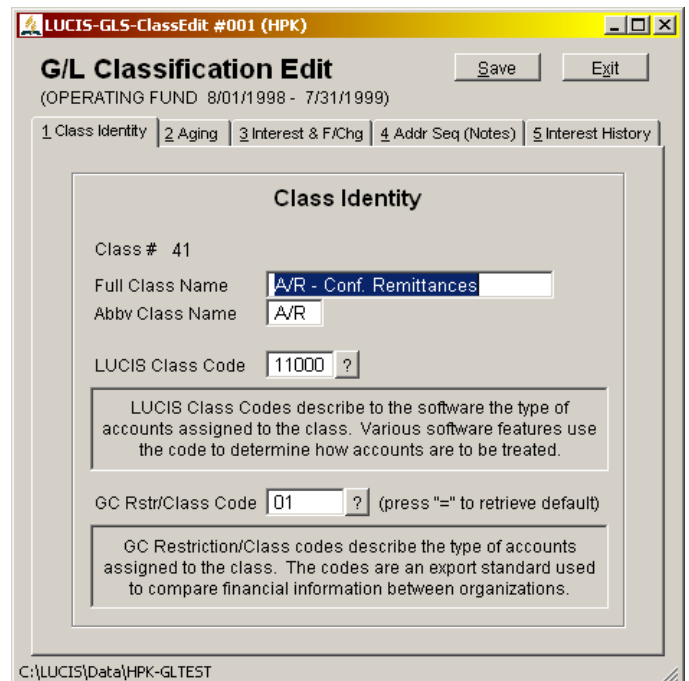 LUCIS-GLS-ClassEdit #001 (HPK)
G/L Classification Edit
Save
Exit
(OPERATING FUND 8/01/1998 - 7/31/1999)
1 Class Identity
2 Aging
3 Interest & F/Chg
4 Addr Seq (Notes)
5 Interest History
Class Identity
Class # 41
Full Class Name A/R - Conf. Remittances
Abbv Class Name A/R
LUCIS Class Code 11000 ?
LUCIS Class Codes describe to the software the type of
accounts assigned to the class. Various software features use
the code to determine how accounts are to be treated.
GC Rstr/Class Code 01 ? (press "=" to retrieve default)
GC Restriction/Class codes describe the type of accounts
assigned to the class. The codes are an export standard used
to compare financial information between organizations.
C:\LUCIS\Data\HPK-GLTEST